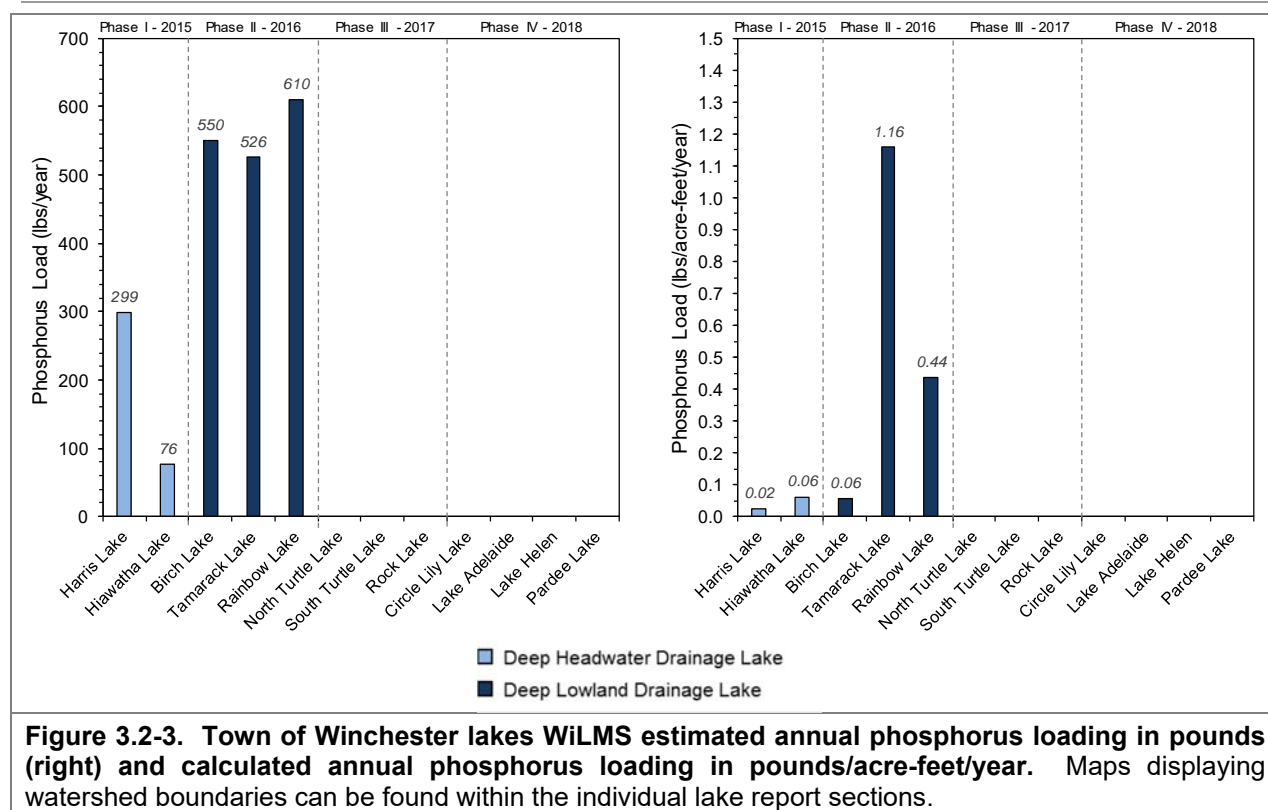 Phase I - 2015 Phase II - 2016 Phase III - 2017 Phase IV - 2018
700
600
500
400
300
200
100
0
Phosphorus Load (lbs/year)
299
76
550
526
610
Harris Lake
Hiawatha Lake
Birch Lake
Tamarack Lake
Rainbow Lake
North Turtle Lake
South Turtle Lake
Rock Lake
Circle Lily Lake
Lake Adelaide
Lake Helen
Pardee Lake
Phase I - 2015 Phase II - 2016 Phase III - 2017 Phase IV - 2018
1.5
1.4
1.3
1.2
1.1
1.0
0.9
0.8
0.7
0.6
0.5
0.4
0.3
0.2
0.1
0.0
Phosphorus Load (lbs/acre-feet/year)
0.02
0.06
0.06
1.16
0.44
Harris Lake
Hiawatha Lake
Birch Lake
Tamarack Lake
Rainbow Lake
North Turtle Lake
South Turtle Lake
Rock Lake
Circle Lily Lake
Lake Adelaide
Lake Helen
Pardee Lake
Deep Headwater Drainage Lake
Deep Lowland Drainage Lake
Figure 3.2-3. Town of Winchester lakes WiLMS estimated annual phosphorus loading in pounds
(right) and calculated annual phosphorus loading in pounds/acre-feet/year. Maps displaying
watershed boundaries can be found within the individual lake report sections.